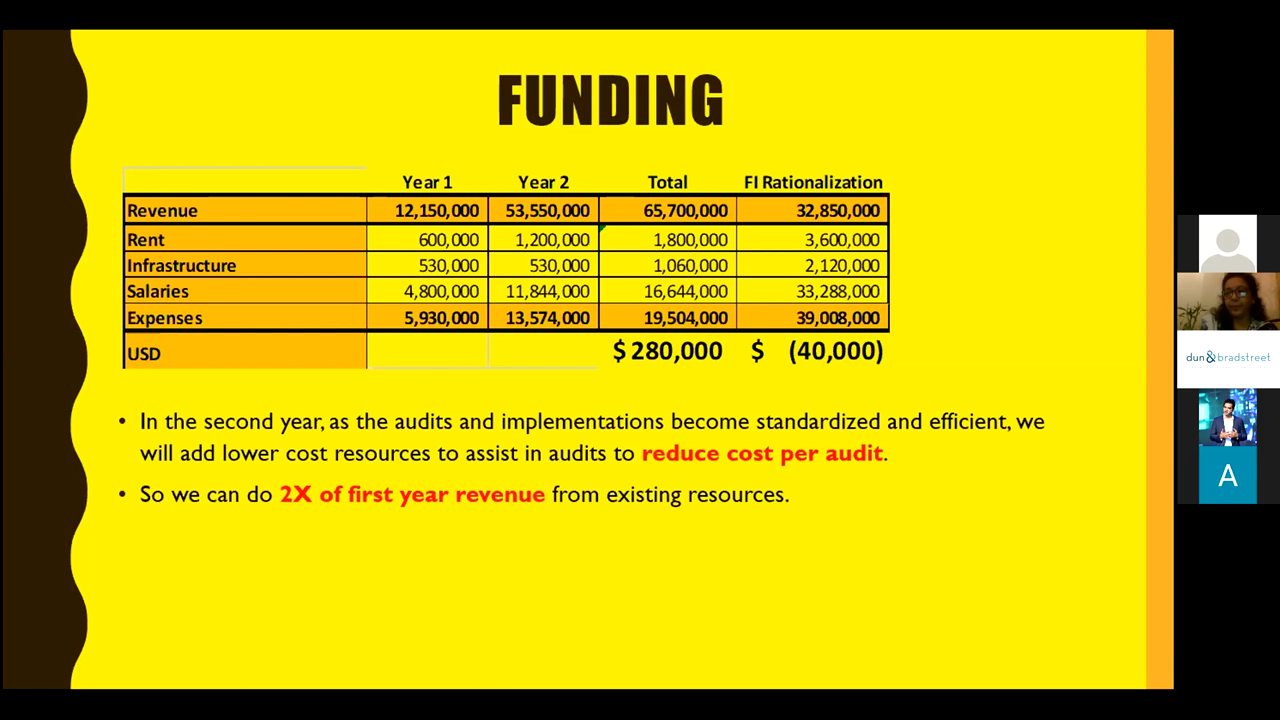 FUNDING
Year 1 Year 2 Total FI Rationalization
Revenue 12,150,000 53,550,000 65,700,000 32,850,000
Rent 600,000 1,200,000 1,800,000 3,600,000
Infrastructure 530,000 530,000 1,060,000 2,120,000
Salaries 4,800,000 11,844,000 16,644,000 33,288,000
Expenses 5,930,000 13,574,000 19,504,000 39,008,000
USD $ 280,000 $ (40,000)
• In the second year, as the audits and implementations become standardized and efficient, we
will add lower cost resources to assist in audits to reduce cost per audit.
• So we can do 2X of first year revenue from existing resources.
dun & bradstreet
A